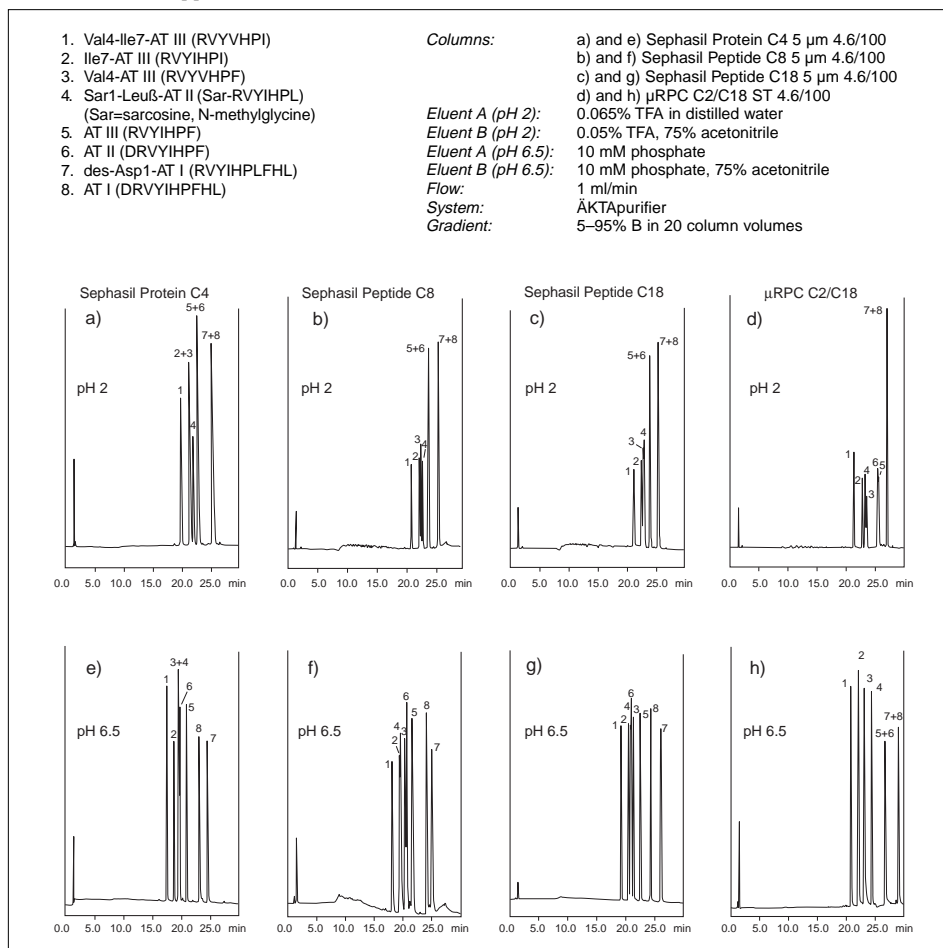 1. Val4-Ile7-AT III (RVYVHPI)
2. Ile7-AT III (RVYIHPI)
3. Val4-AT III (RVYVHPF)
4. Sar1-Leuß-AT II (Sar-RVYIHPL)
(Sar=sarcosine, N-methylglycine)
5. AT III (RVYIHPF)
6. AT II (DRVYIHPF)
7. des-Asp1-AT I (RVYIHPLFHL)
8. AT I (DRVYIHPFHL)
Columns: a) and e) Sephasil Protein C4 5 µm 4.6/100
b) and f) Sephasil Peptide C8 5 µm 4.6/100
c) and g) Sephasil Peptide C18 5 µm 4.6/100
d) and h) µRPC C2/C18 ST 4.6/100
Eluent A (pH 2): 0.065% TFA in distilled water
Eluent B (pH 2): 0.05% TFA, 75% acetonitrile
Eluent A (pH 6.5): 10 mM phosphate
Eluent B (pH 6.5): 10 mM phosphate, 75% acetonitrile
Flow: 1 ml/min
System: ÄKTApurifier
Gradient: 5–95% B in 20 column volumes
Sephasil Protein C4
a)
pH 2
1
2+3
4
5+6
7+8
0.0 5.0 10.0 15.0 20.0 25.0 min
Sephasil Peptide C8
b)
pH 2
1
2
3
4
5+6
7+8
0.0 5.0 10.0 15.0 20.0 25.0 min
Sephasil Peptide C18
c)
pH 2
1
2
3
4
5+6
7+8
0.0 5.0 10.0 15.0 20.0 25.0 min
µRPC C2/C18
d)
pH 2
1
2
4
3
6
5
7+8
0.0 5.0 10.0 15.0 20.0 25.0 min
e)
pH 6.5
1
2
3+4
6
5
8
7
0.0 5.0 10.0 15.0 20.0 25.0 min
f)
pH 6.5
1
2
4
3
6
5
8
7
0.0 5.0 10.0 15.0 20.0 25.0 min
g)
pH 6.5
1
2
4
6
3
5
8
7
0.0 5.0 10.0 15.0 20.0 25.0 min
h)
pH 6.5
1
2
3
4
5+6
7+8
0.0 5.0 10.0 15.0 20.0 25.0 min